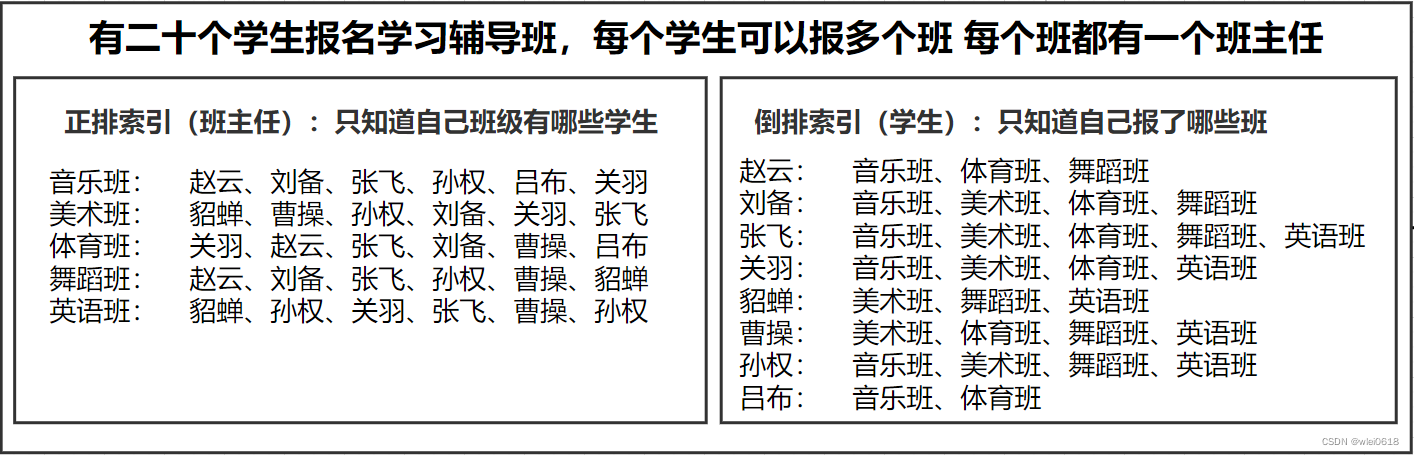 有二十个学生报名学习辅导班，每个学生可以报多个班 每个班都有一个班主任
正排索引（班主任）：只知道自己班级有哪些学生
音乐班： 赵云、刘备、张飞、孙权、吕布、关羽
美术班： 貂蝉、曹操、孙权、刘备、关羽、张飞
体育班： 关羽、赵云、张飞、刘备、曹操、吕布
舞蹈班： 赵云、刘备、张飞、孙权、曹操、貂蝉
英语班： 貂蝉、孙权、关羽、张飞、曹操、孙权
倒排索引（学生）：只知道自己报了哪些班
赵云： 音乐班、体育班、舞蹈班
刘备： 音乐班、美术班、体育班、舞蹈班
张飞： 音乐班、美术班、体育班、舞蹈班、英语班
关羽： 音乐班、美术班、体育班、英语班
貂蝉： 美术班、舞蹈班、英语班
曹操： 美术班、体育班、舞蹈班、英语班
孙权： 音乐班、美术班、舞蹈班、英语班
吕布： 音乐班、体育班
CSDN @wlei0618